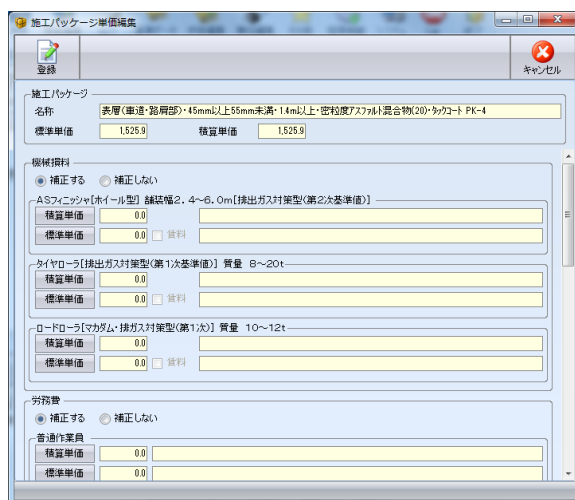 施工パッケージ単価編集
登録
キャンセル
施工パッケージ
名称 表層(車道・路肩部)・45mm以上55mm未満・1.4m以上・密粒度アスファルト混合物(20)・タックコート PK-4
標準単価 1,525.9 積算単価 1,525.9
機械損料
補正する 補正しない
ASフィニッシャ[ホイール型] 舗装幅2.4～6.0m[排出ガス対策型(第2次基準値)]
積算単価 0.0
標準単価 0.0 賃料
タイヤローラ[排出ガス対策型(第1次基準値)] 質量 8～20t
積算単価 0.0
標準単価 0.0 賃料
ロードローラ[マカダム・排ガス対策型(第1次)] 質量 10～12t
積算単価 0.0
標準単価 0.0 賃料
労務費
補正する 補正しない
普通作業員
積算単価 0.0
標準単価 0.0